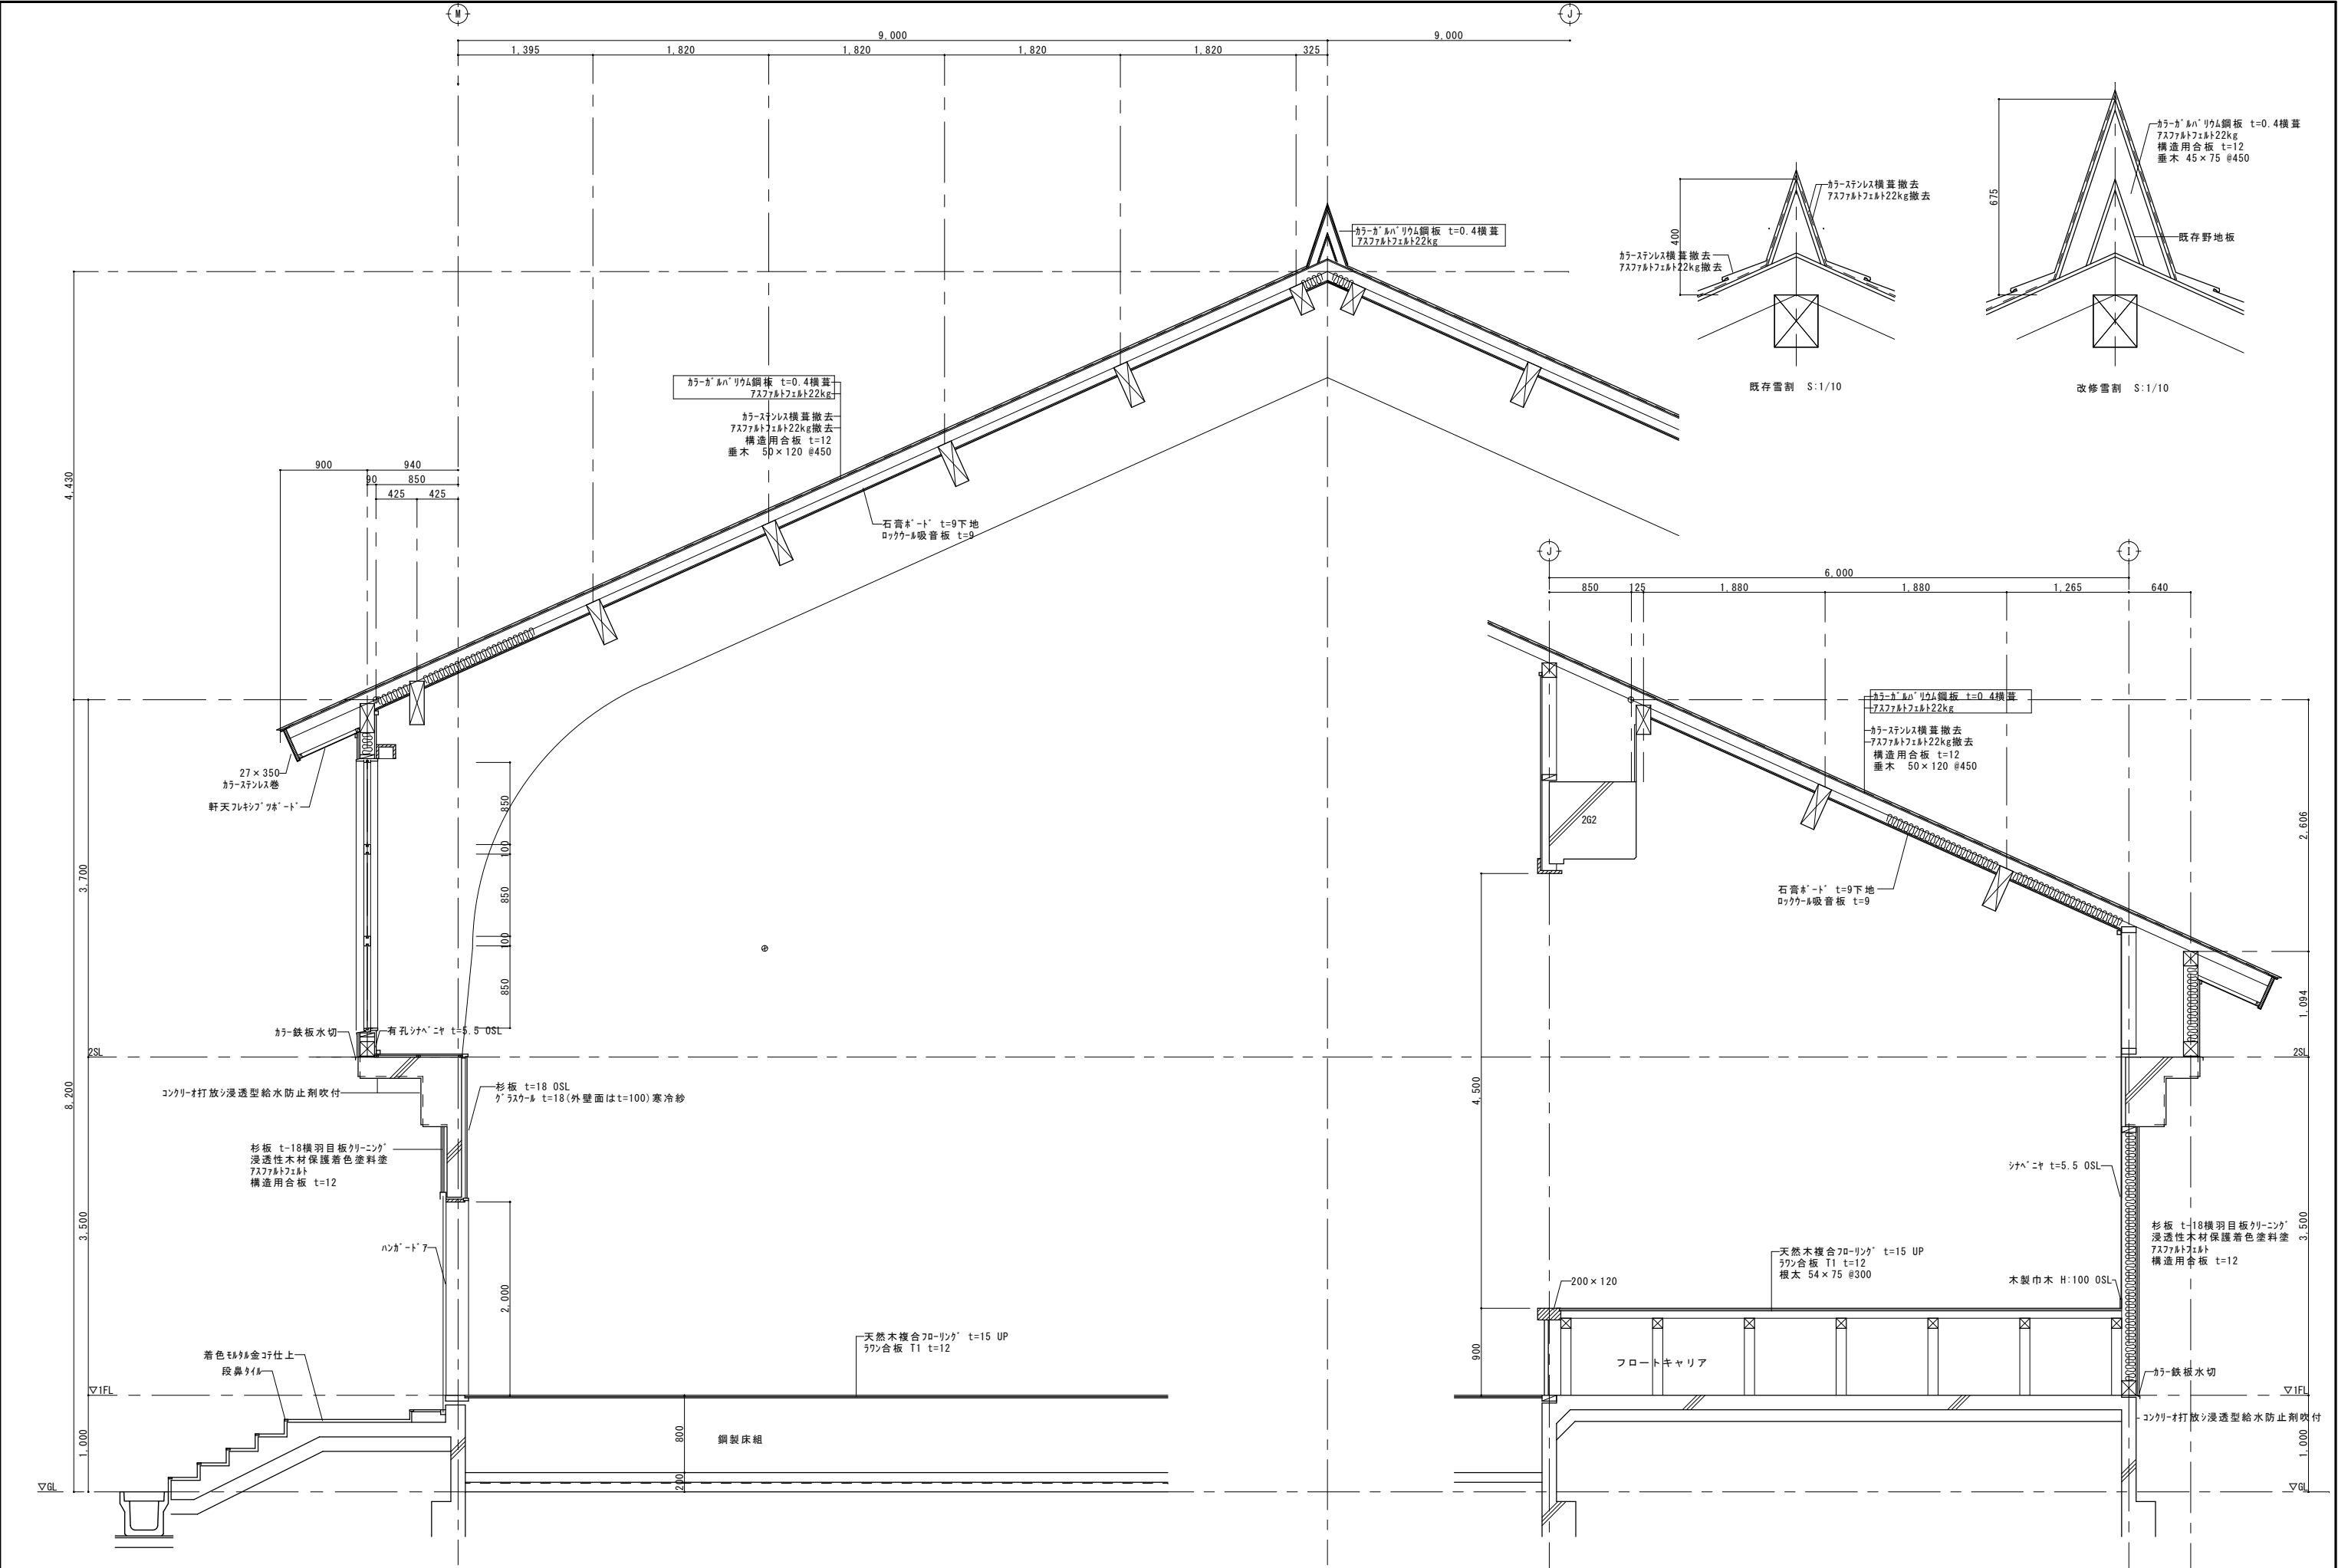 M
J
9,000
9,000
1,395
1,820
1,820
1,820
1,820
325
カラーガルバリウム鋼板 t=0.4横葺
アスファルトフェルト22kg
構造用合板 t=12
垂木 45×75 @450
675
既存野地板
改修雪割 S:1/10
カラーステンレス横葺撤去
アスファルトフェルト22kg撤去
400
カラーステンレス横葺撤去
アスファルトフェルト22kg撤去
既存雪割 S:1/10
カラーガルバリウム鋼板 t=0.4横葺
アスファルトフェルト22kg
カラーガルバリウム鋼板 t=0.4横葺
アスファルトフェルト22kg
カラーステンレス横葺撤去
アスファルトフェルト22kg撤去
構造用合板 t=12
垂木 50×120 @450
900
940
90
850
425
425
4,430
石膏ボード t=9下地
ロックウール吸音板 t=9
27×350
カラーステンレス巻
軒天フレキシブツボード
850
100
850
100
850
3,700
8,200
3,500
1,000
カラー鉄板水切
有孔シナベニヤ t=5.5 OSL
2SL
コンクリーオ打放シ浸透型給水防止剤吹付
杉板 t=18 OSL
グラスウール t=18(外壁面はt=100)寒冷紗
杉板 t-18横羽目板クリーニング
浸透性木材保護着色塗料塗
アスファルトフェルト
構造用合板 t=12
ハンガードア
2,000
天然木複合フローリング t=15 UP
ラワン合板 T1 t=12
着色モルタル金コテ仕上
段鼻タイル
▽1FL
800
鋼製床組
200
▽GL
J
I
6,000
850
125
1,880
1,880
1,265
640
カラーガルバリウム鋼板 t=0.4横葺
アスファルトフェルト22kg
カラーステンレス横葺撤去
アスファルトフェルト22kg撤去
構造用合板 t=12
垂木 50×120 @450
2G2
石膏ボード t=9下地
ロックウール吸音板 t=9
2,606
1,094
2SL
4,500
シナベニヤ t=5.5 OSL
杉板 t-18横羽目板クリーニング
浸透性木材保護着色塗料塗
アスファルトフェルト
構造用合板 t=12
3,500
天然木複合フローリング t=15 UP
ラワン合板 T1 t=12
根太 54×75 @300
200×120
木製巾木 H:100 OSL
900
フロートキャリア
カラー鉄板水切
▽1FL
コンクリーオ打放シ浸透型給水防止剤吹付
1,000
▽GL